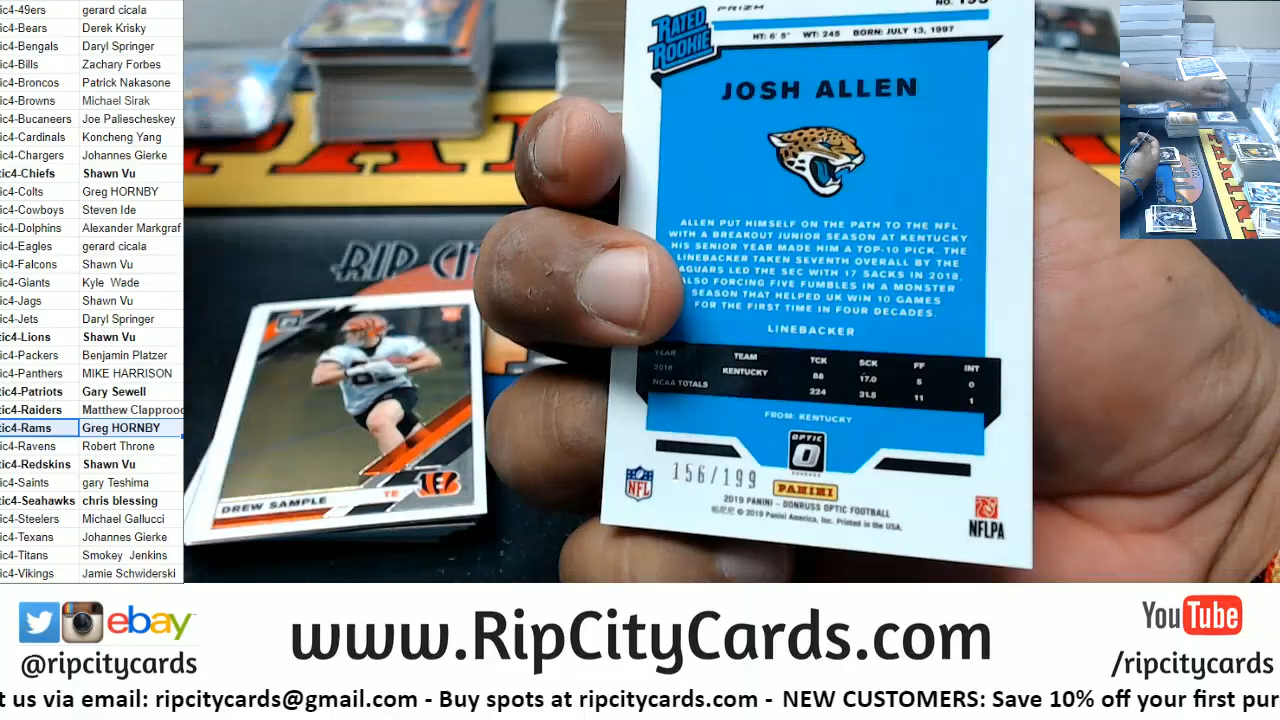 ic4-49ers gerard cicala
ic4-Bears Derek Krisky
ic4-Bengals Daryl Springer
ic4-Bills Zachary Forbes
ic4-Broncos Patrick Nakasone
ic4-Browns Michael Sirak
ic4-Bucaneers Joe Paliescheskey
ic4-Cardinals Koncheng Yang
ic4-Chargers Johannes Gierke
tic4-Chiefs Shawn Vu
ic4-Colts Greg HORNBY
ic4-Cowboys Steven Ide
ic4-Dolphins Alexander Markgraf
ic4-Eagles gerard cicala
ic4-Falcons Shawn Vu
ic4-Giants Kyle Wade
ic4-Jags Shawn Vu
ic4-Jets Daryl Springer
tic4-Lions Shawn Vu
ic4-Packers Benjamin Platzer
ic4-Panthers MIKE HARRISON
tic4-Patriots Gary Sewell
tic4-Raiders Matthew Clapprood
tic4-Rams Greg HORNBY
ic4-Ravens Robert Throne
tic4-Redskins Shawn Vu
ic4-Saints gary Teshima
tic4-Seahawks chris blessing
ic4-Steelers Michael Gallucci
ic4-Texans Johannes Gierke
ic4-Titans Smokey Jenkins
ic4-Vikings Jamie Schwiderski
RIP CI
DREW SAMPLE TE
RATED ROOKIE
PRIZM
NO. 195
HT: 6' 5" WT: 245 BORN: JULY 13, 1997
JOSH ALLEN
ALLEN PUT HIMSELF ON THE PATH TO THE NFL
WITH A BREAKOUT JUNIOR SEASON AT KENTUCKY
HIS SENIOR YEAR MADE HIM A TOP-10 PICK. THE
LINEBACKER TAKEN SEVENTH OVERALL BY THE
AGUARS LED THE SEC WITH 17 SACKS IN 2018,
ALSO FORCING FIVE FUMBLES IN A MONSTER
SEASON THAT HELPED UK WIN 10 GAMES
FOR THE FIRST TIME IN FOUR DECADES.
LINEBACKER
YEAR TEAM TCK SCK FF INT
2018 KENTUCKY 88 17.0 5 0
NCAA TOTALS 224 31.5 11 1
FROM: KENTUCKY
OPTIC
156/199
PANINI
NFL
NFLPA
2019 PANINI - DONRUSS OPTIC FOOTBALL
© 2019 Panini America, Inc. Printed in the USA.
ebay
@ripcitycards
www.RipCityCards.com
YouTube
/ripcitycards
t us via email: ripcitycards@gmail.com - Buy spots at ripcitycards.com - NEW CUSTOMERS: Save 10% off your first pur